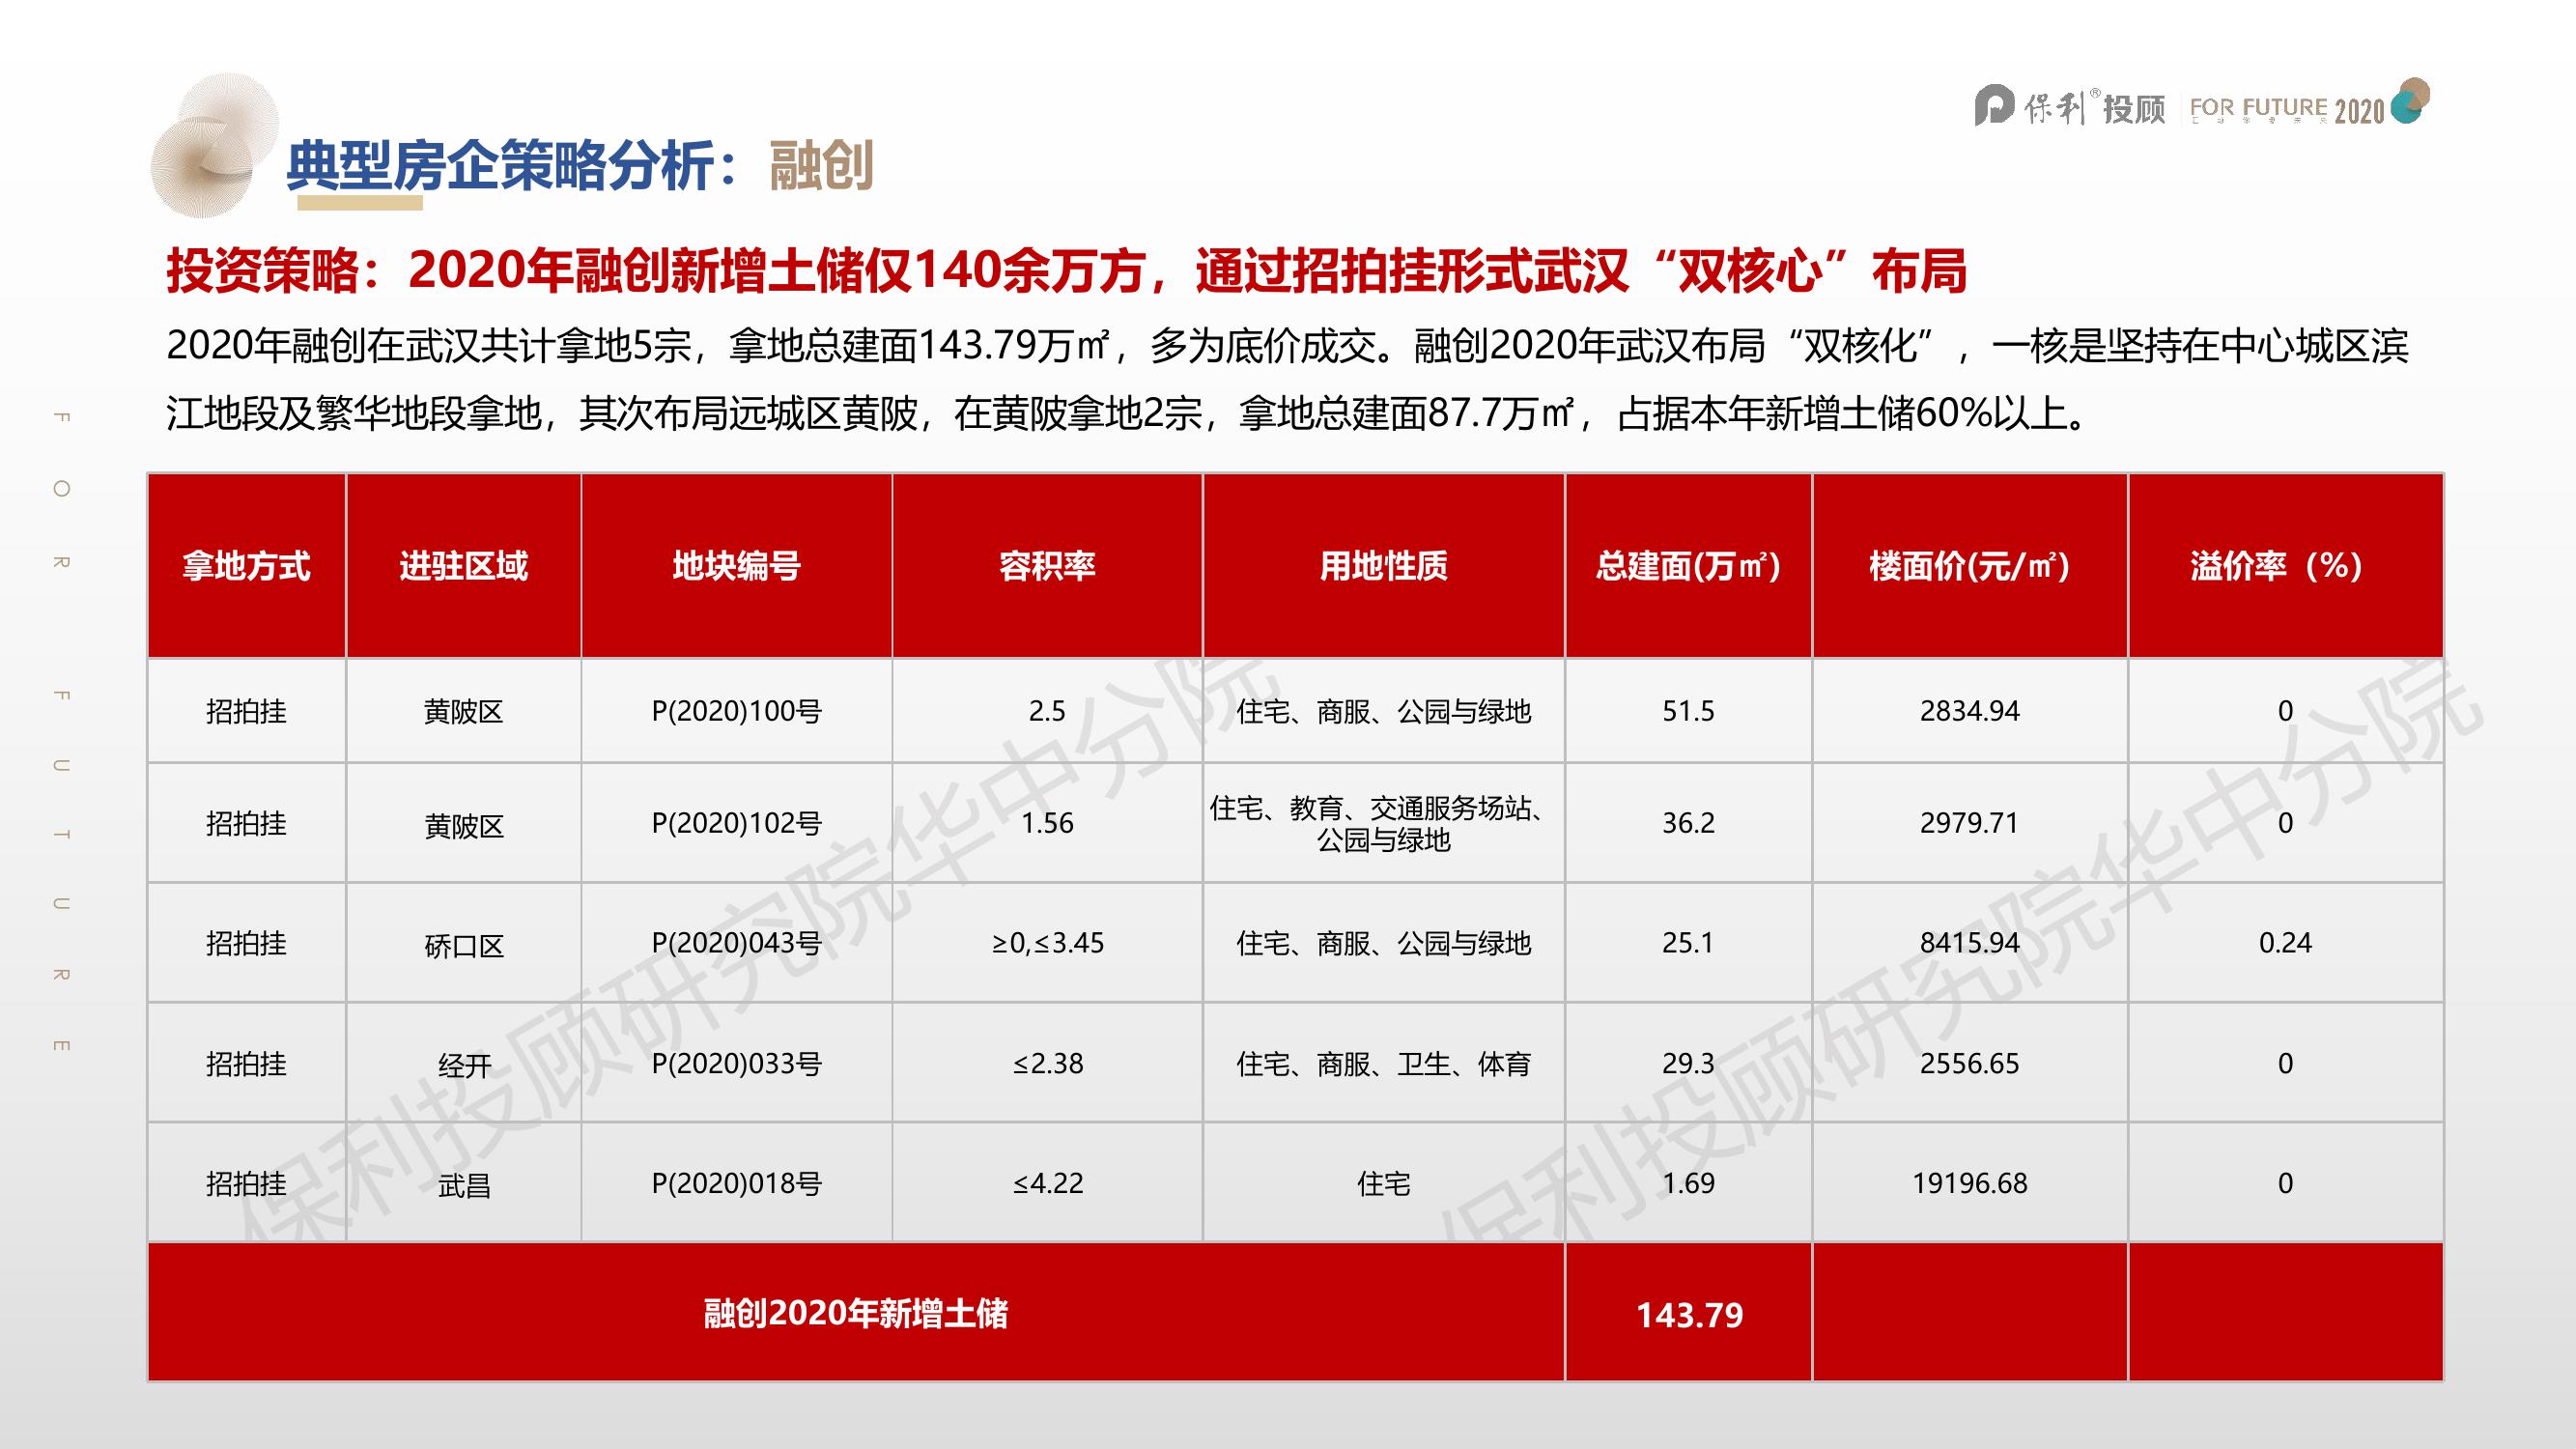 保利®投顾 FOR FUTURE 2020
典型房企策略分析：融创
投资策略：2020年融创新增土储仅140余万方，通过招拍挂形式武汉“双核心”布局
2020年融创在武汉共计拿地5宗，拿地总建面143.79万㎡，多为底价成交。融创2020年武汉布局“双核化”，一核是坚持在中心城区滨
江地段及繁华地段拿地，其次布局远城区黄陂，在黄陂拿地2宗，拿地总建面87.7万㎡，占据本年新增土储60%以上。
FOR FUTURE
拿地方式 进驻区域 地块编号 容积率 用地性质 总建面(万㎡) 楼面价(元/㎡) 溢价率（%）
招拍挂 黄陂区 P(2020)100号 2.5 住宅、商服、公园与绿地 51.5 2834.94 0
招拍挂 黄陂区 P(2020)102号 1.56 住宅、教育、交通服务场站、
公园与绿地 36.2 2979.71 0
招拍挂 硚口区 P(2020)043号 ≥0,≤3.45 住宅、商服、公园与绿地 25.1 8415.94 0.24
招拍挂 经开 P(2020)033号 ≤2.38 住宅、商服、卫生、体育 29.3 2556.65 0
招拍挂 武昌 P(2020)018号 ≤4.22 住宅 1.69 19196.68 0
融创2020年新增土储 143.79
保利投顾研究院华中分院
保利投顾研究院华中分院